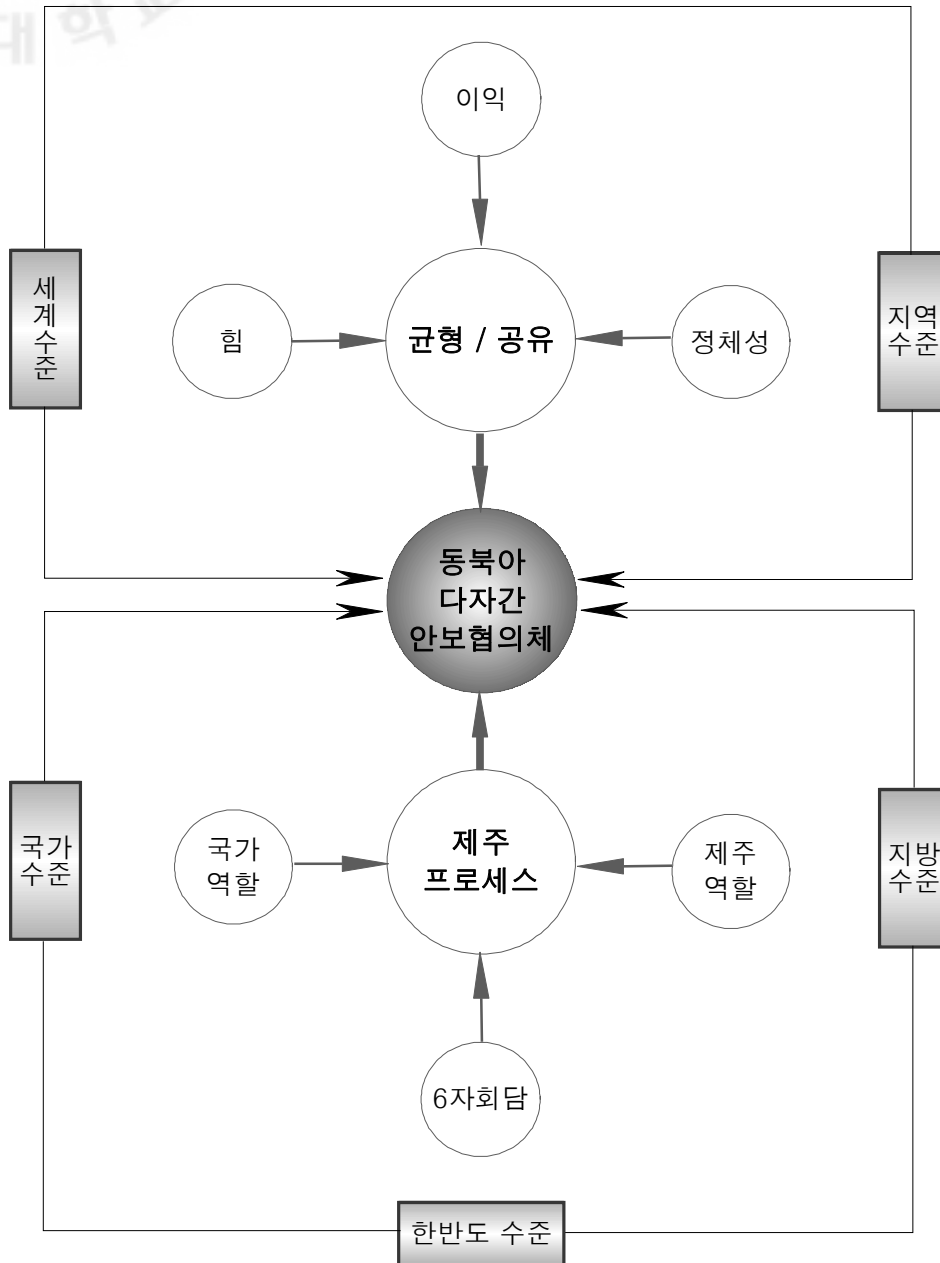 이익
세
계
수
준
힘
균형 / 공유
정체성
지역
수준
동북아
다자간
안보협의체
국가
수준
국가
역할
제주
프로세스
제주
역할
지방
수준
6자회담
한반도 수준